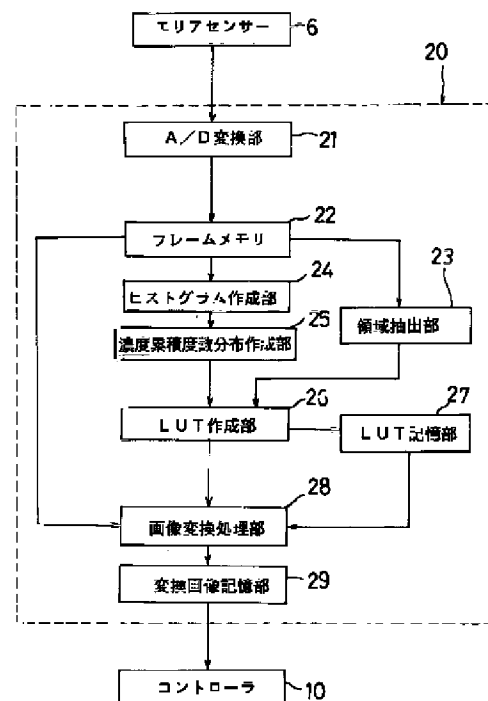 エリアセンサー
6
20
A/D変換部
21
フレームメモリ
22
ヒストグラム作成部
24
23
領域抽出部
濃度累積度数分布作成部
25
LUT作成部
26
27
LUT記憶部
画像変換処理部
28
変換画像記憶部
29
コントローラ
10